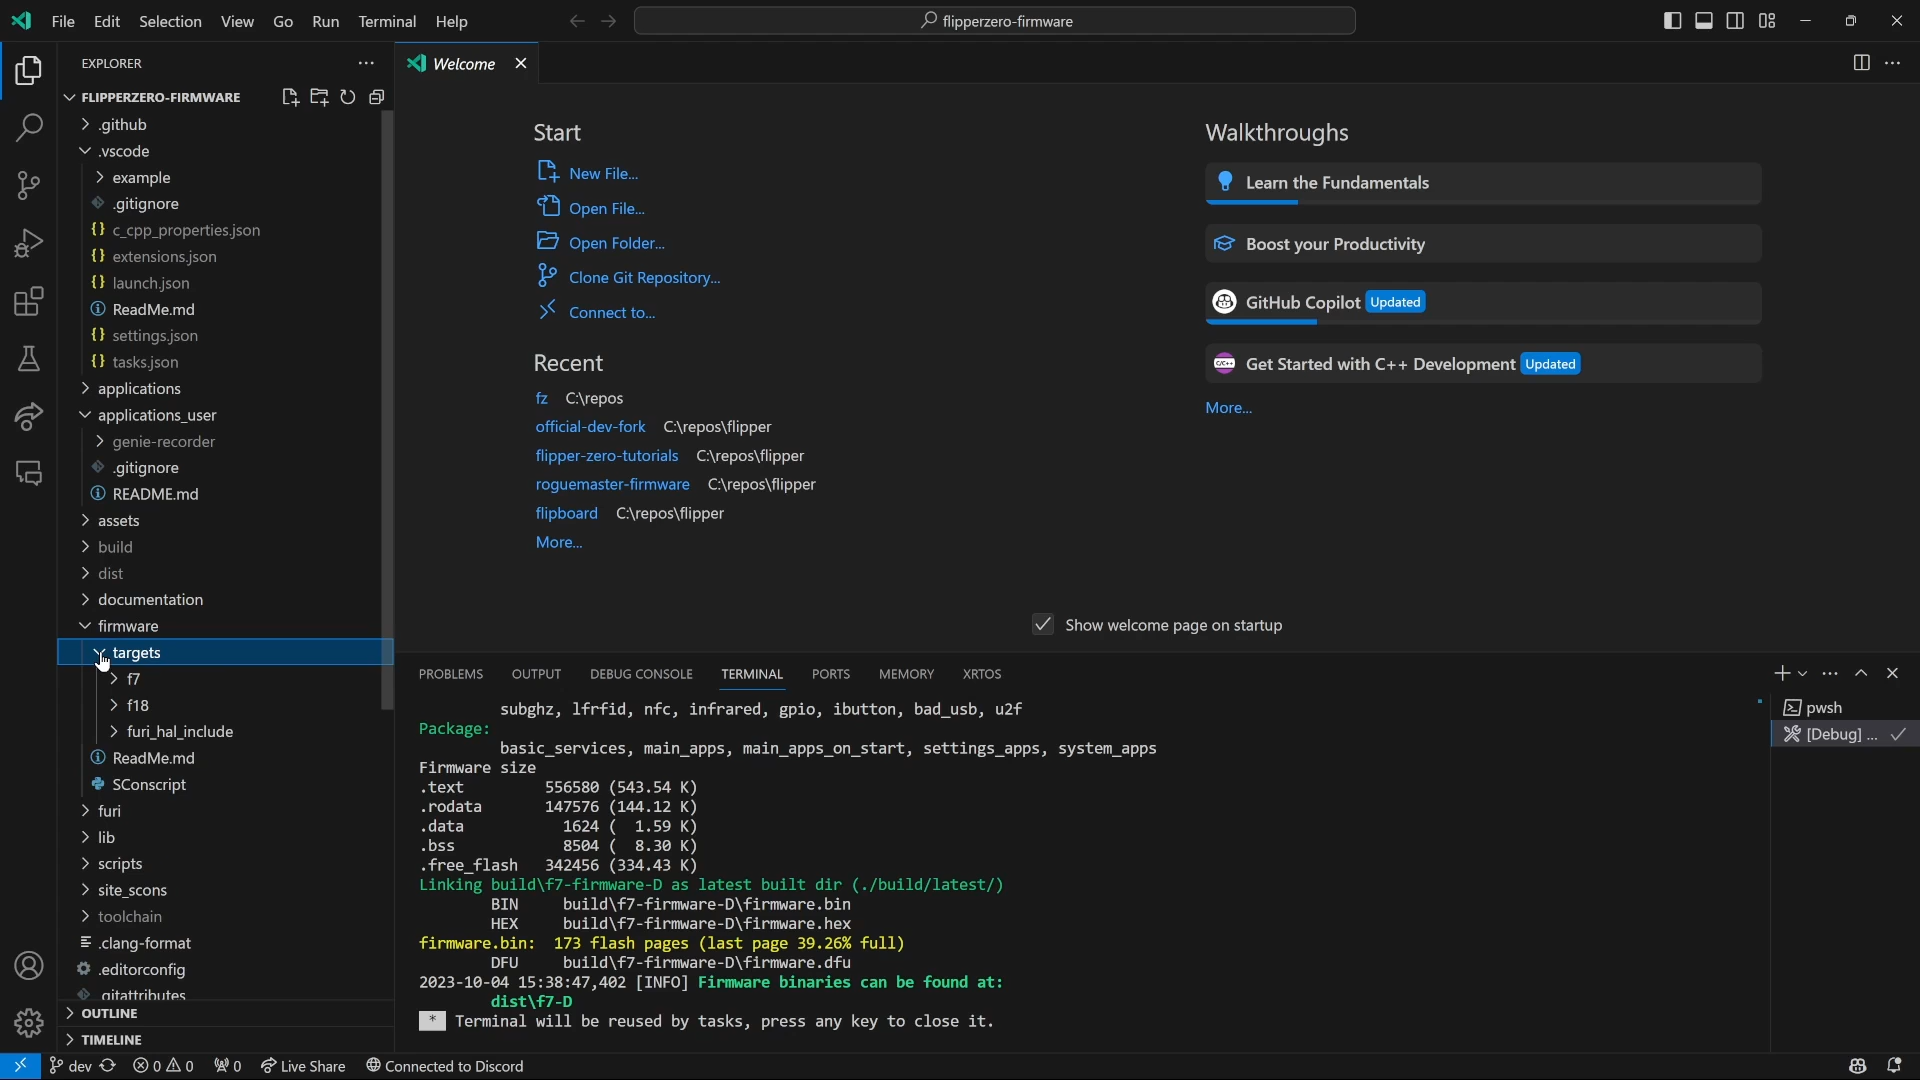 File Edit Selection View Go Run Terminal Help
flipperzero-firmware
EXPLORER
FLIPPERZERO-FIRMWARE
.github
.vscode
example
.gitignore
{} c_cpp_properties.json
{} extensions.json
{} launch.json
ReadMe.md
{} settings.json
{} tasks.json
applications
applications_user
genie-recorder
.gitignore
README.md
assets
build
dist
documentation
firmware
targets
f7
f18
furi_hal_include
ReadMe.md
SConscript
furi
lib
scripts
site_scons
toolchain
.clang-format
.editorconfig
.gitattributes
OUTLINE
TIMELINE
Welcome
Start
New File...
Open File...
Open Folder...
Clone Git Repository...
Connect to...
Recent
fz C:\repos
official-dev-fork C:\repos\flipper
flipper-zero-tutorials C:\repos\flipper
roguemaster-firmware C:\repos\flipper
flipboard C:\repos\flipper
More...
Walkthroughs
Learn the Fundamentals
Boost your Productivity
GitHub Copilot Updated
C/C++ Get Started with C++ Development Updated
More...
Show welcome page on startup
PROBLEMS OUTPUT DEBUG CONSOLE TERMINAL PORTS MEMORY XRTOS
subghz, lfrfid, nfc, infrared, gpio, ibutton, bad_usb, u2f
Package:
basic_services, main_apps, main_apps_on_start, settings_apps, system_apps
Firmware size
.text 556580 (543.54 K)
.rodata 147576 (144.12 K)
.data 1624 ( 1.59 K)
.bss 8504 ( 8.30 K)
.free_flash 342456 (334.43 K)
Linking build\f7-firmware-D as latest built dir (./build/latest/)
BIN build\f7-firmware-D\firmware.bin
HEX build\f7-firmware-D\firmware.hex
firmware.bin: 173 flash pages (last page 39.26% full)
DFU build\f7-firmware-D\firmware.dfu
2023-10-04 15:38:47,402 [INFO] Firmware binaries can be found at:
dist\f7-D
* Terminal will be reused by tasks, press any key to close it.
pwsh
[Debug] ...
dev 0 0 0 Live Share Connected to Discord